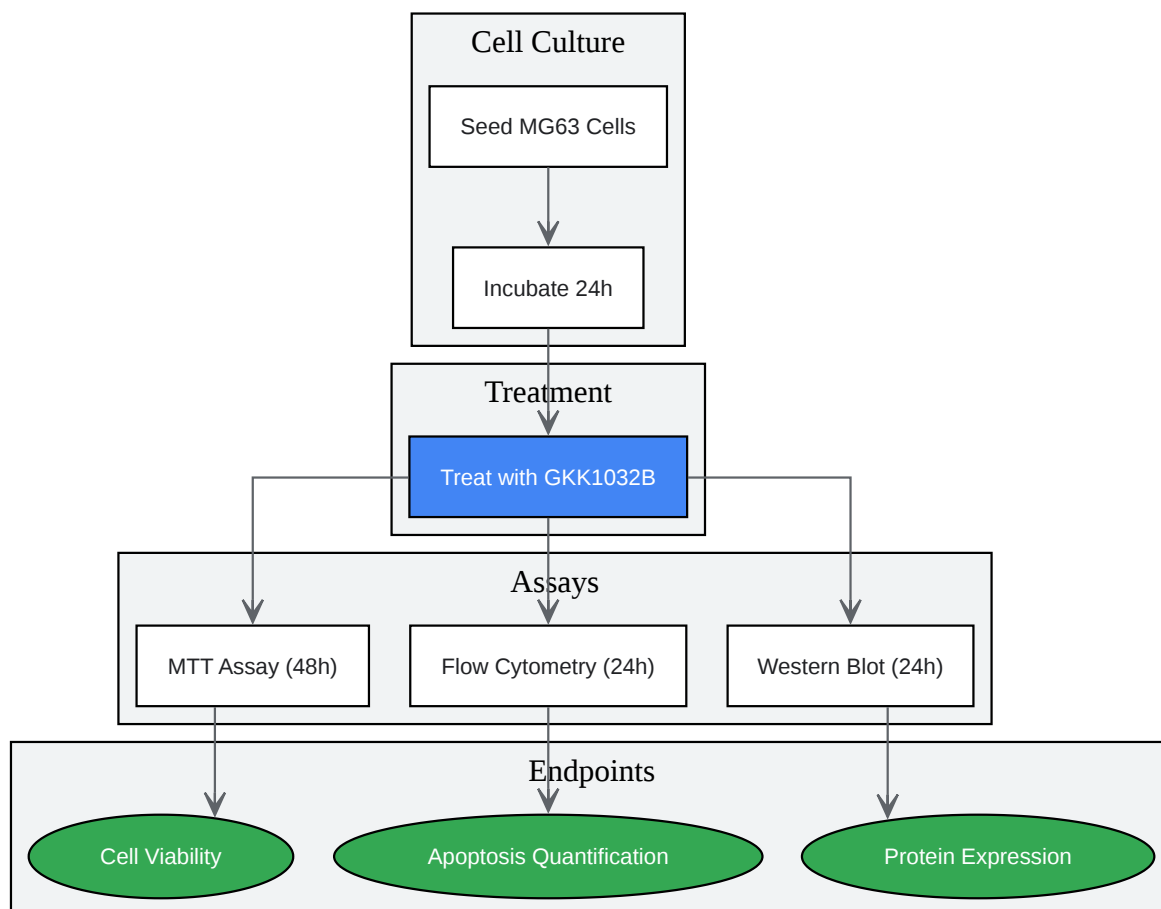 Cell Culture
Seed MG63 Cells
Incubate 24h
Treatment
Treat with GKK1032B
Assays
MTT Assay (48h)
Flow Cytometry (24h)
Western Blot (24h)
Endpoints
Cell Viability
Apoptosis Quantification
Protein Expression